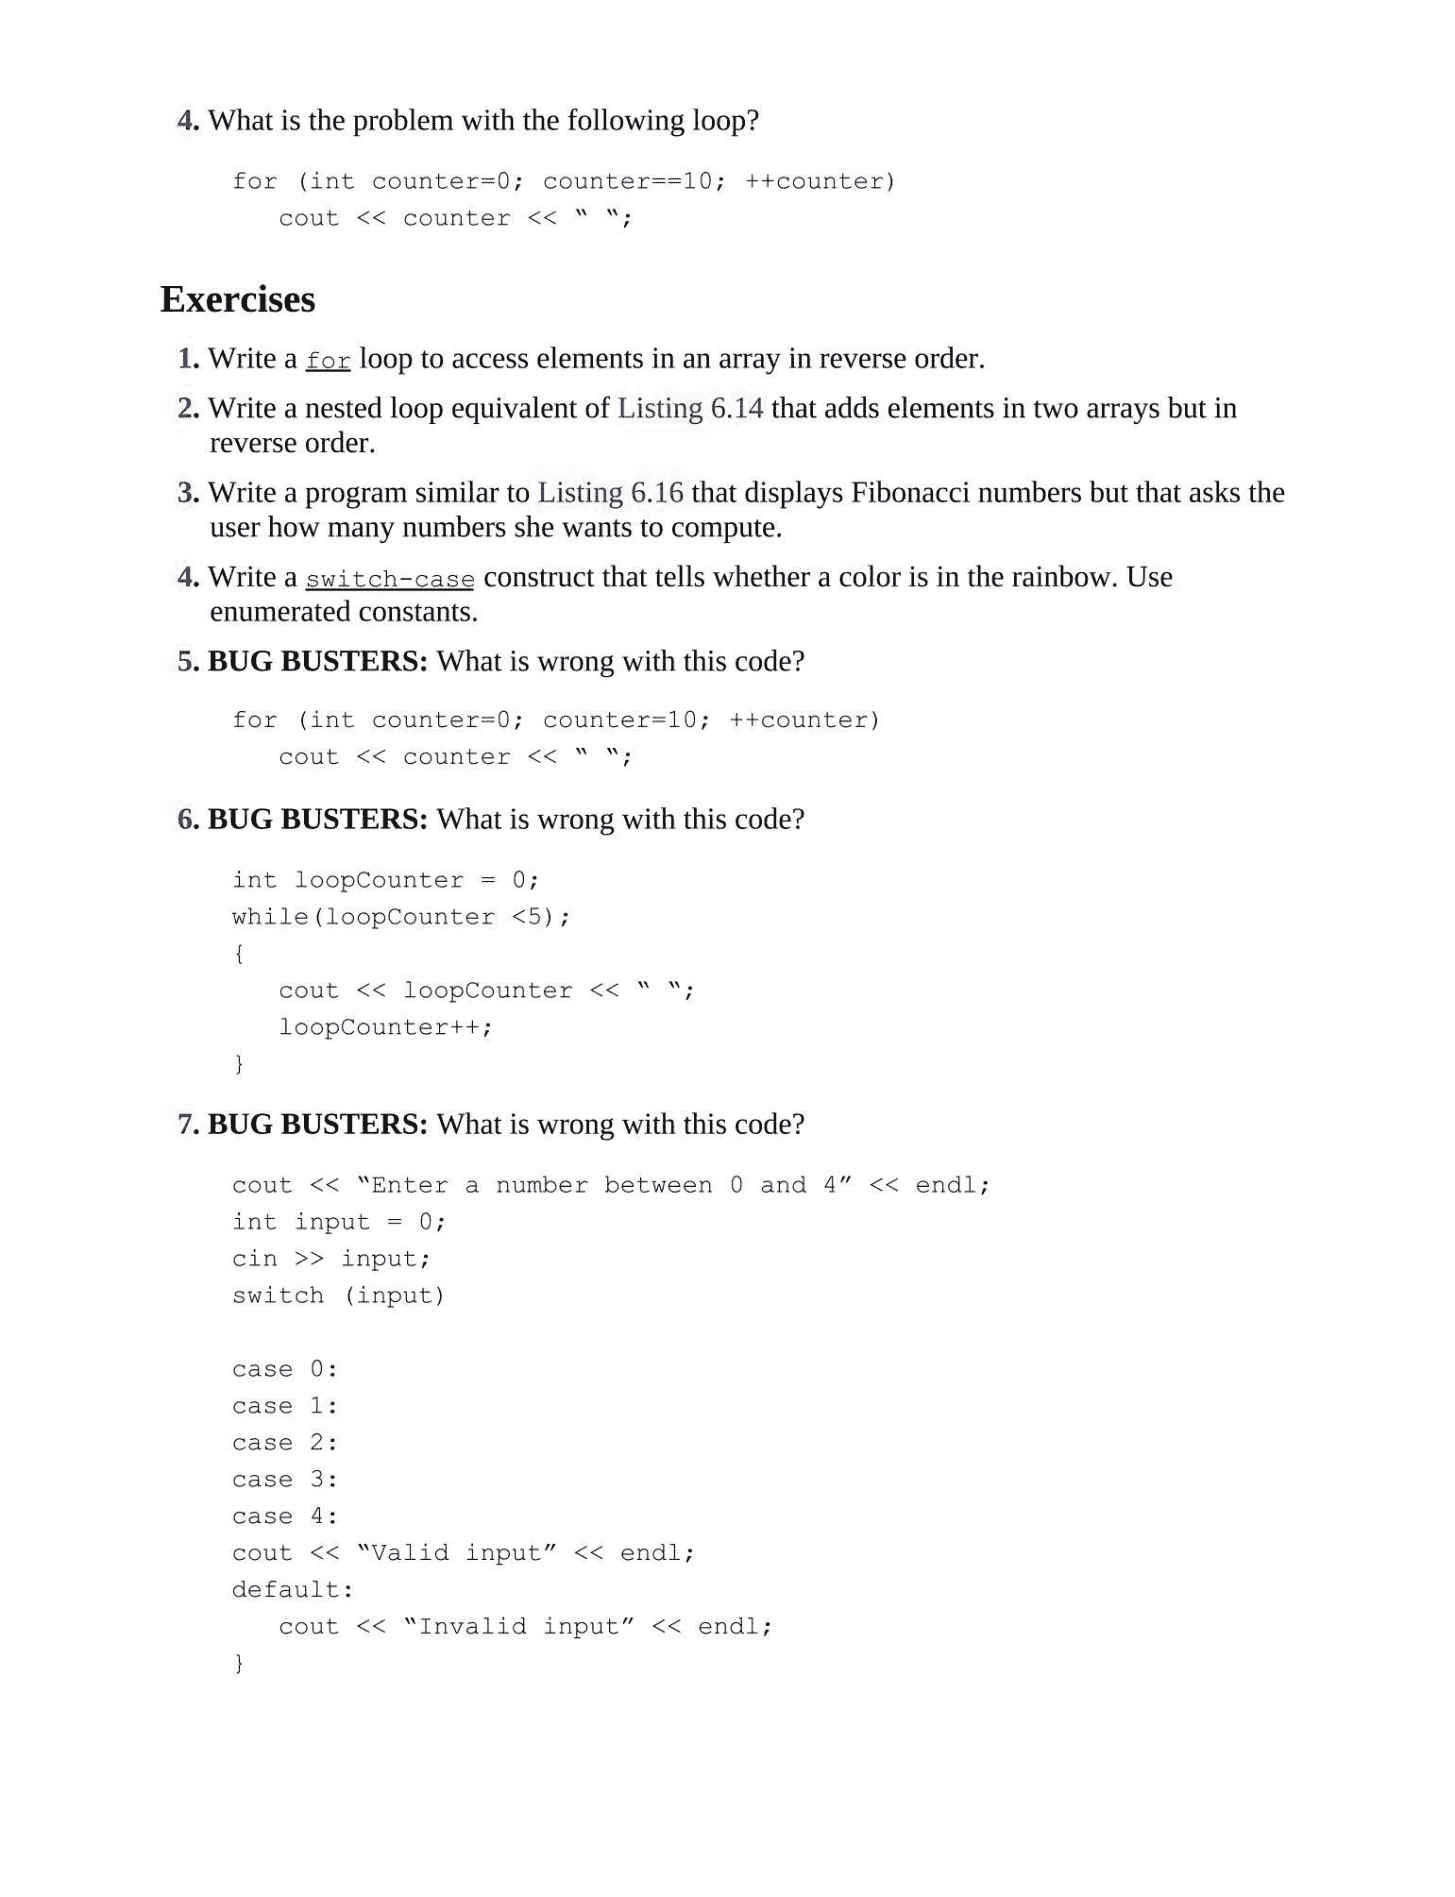 4. What is the problem with the following loop?
for (int counter=0; counter==10; ++counter)
cout << counter << “ “;
Exercises
1. Write a for loop to access elements in an array in reverse order.
2. Write a nested loop equivalent of Listing 6.14 that adds elements in two arrays but in
reverse order.
3. Write a program similar to Listing 6.16 that displays Fibonacci numbers but that asks the
user how many numbers she wants to compute.
4. Write a switch-case construct that tells whether a color is in the rainbow. Use
enumerated constants.
5. BUG BUSTERS: What is wrong with this code?
for (int counter=0; counter=10; ++counter)
cout << counter << “ “;
6. BUG BUSTERS: What is wrong with this code?
int loopCounter = 0;
while(loopCounter <5);
{
cout << loopCounter << “ “;
loopCounter++;
}
7. BUG BUSTERS: What is wrong with this code?
cout << “Enter a number between 0 and 4” << endl;
int input = 0;
cin >> input;
switch (input)
case 0:
case 1:
case 2:
case 3:
case 4:
cout << “Valid input” << endl;
default:
cout << “Invalid input” << endl;
}